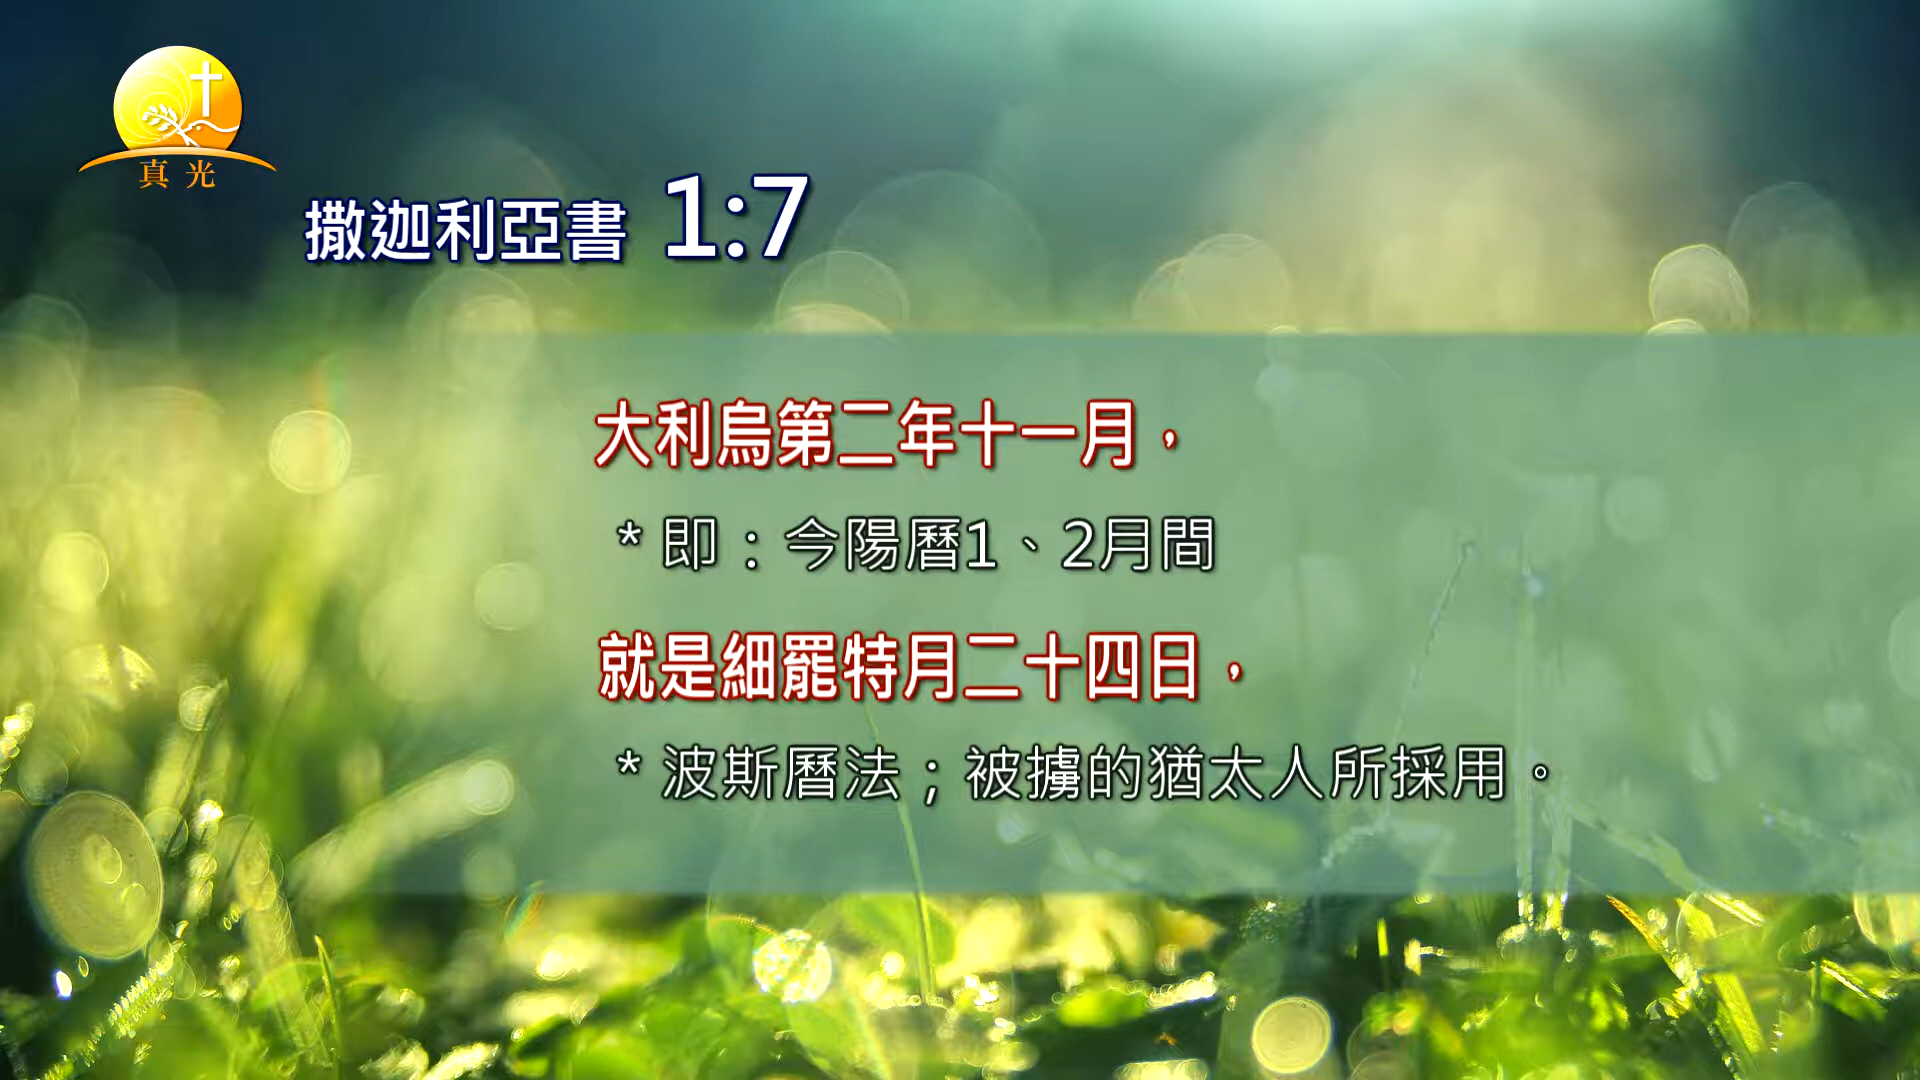 真光
撒迦利亞書 1:7
大利烏第二年十一月，
* 即：今陽曆1、2月間
就是細罷特月二十四日，
* 波斯曆法；被擄的猶太人所採用。